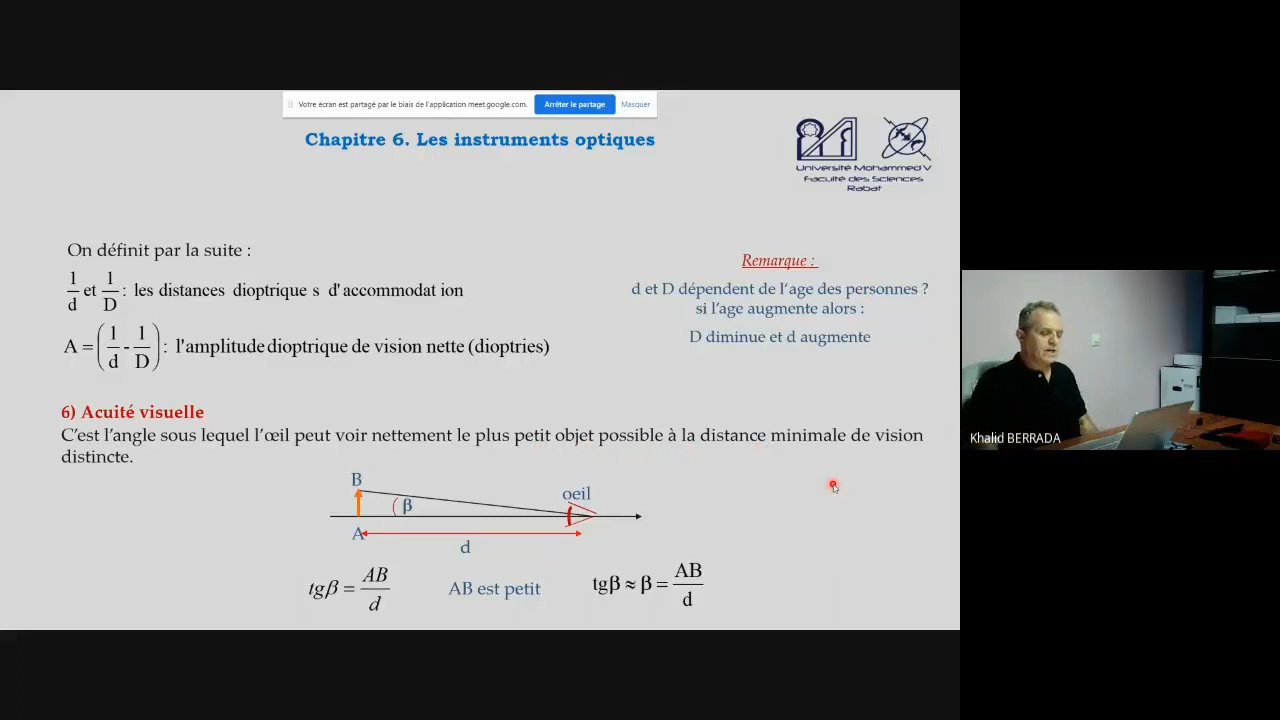 Votre écran est partagé par le biais de l'application meet.google.com. Arrêter le partage Masquer
Chapitre 6. Les instruments optiques
Université Mohammed V
Faculté des Sciences
Rabat
On définit par la suite :
1/d et 1/D : les distances dioptrique s d'accommodat ion
A = (1/d - 1/D) : l'amplitude dioptrique de vision nette (dioptries)
Remarque :
d et D dépendent de l'age des personnes ?
si l'age augmente alors :
D diminue et d augmente
6) Acuité visuelle
C'est l'angle sous lequel l'œil peut voir nettement le plus petit objet possible à la distance minimale de vision
distincte.
B
oeil
β
A
d
tgβ = AB/d
AB est petit
tgβ ≈ β = AB/d
Khalid BERRADA